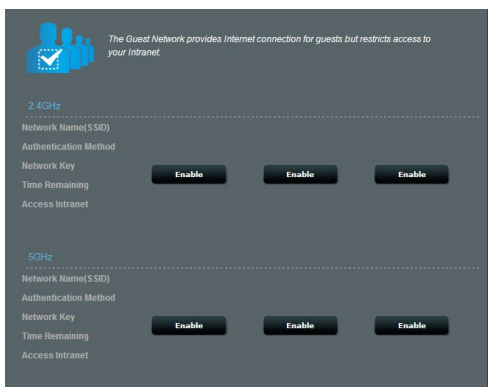 The Guest Network provides Internet connection for guests but restricts access to
your Intranet.
2.4GHz
Network Name(SSID)
Authentication Method
Network Key
Enable Enable Enable
Time Remaining
Access Intranet
5GHz
Network Name(SSID)
Authentication Method
Network Key
Enable Enable Enable
Time Remaining
Access Intranet